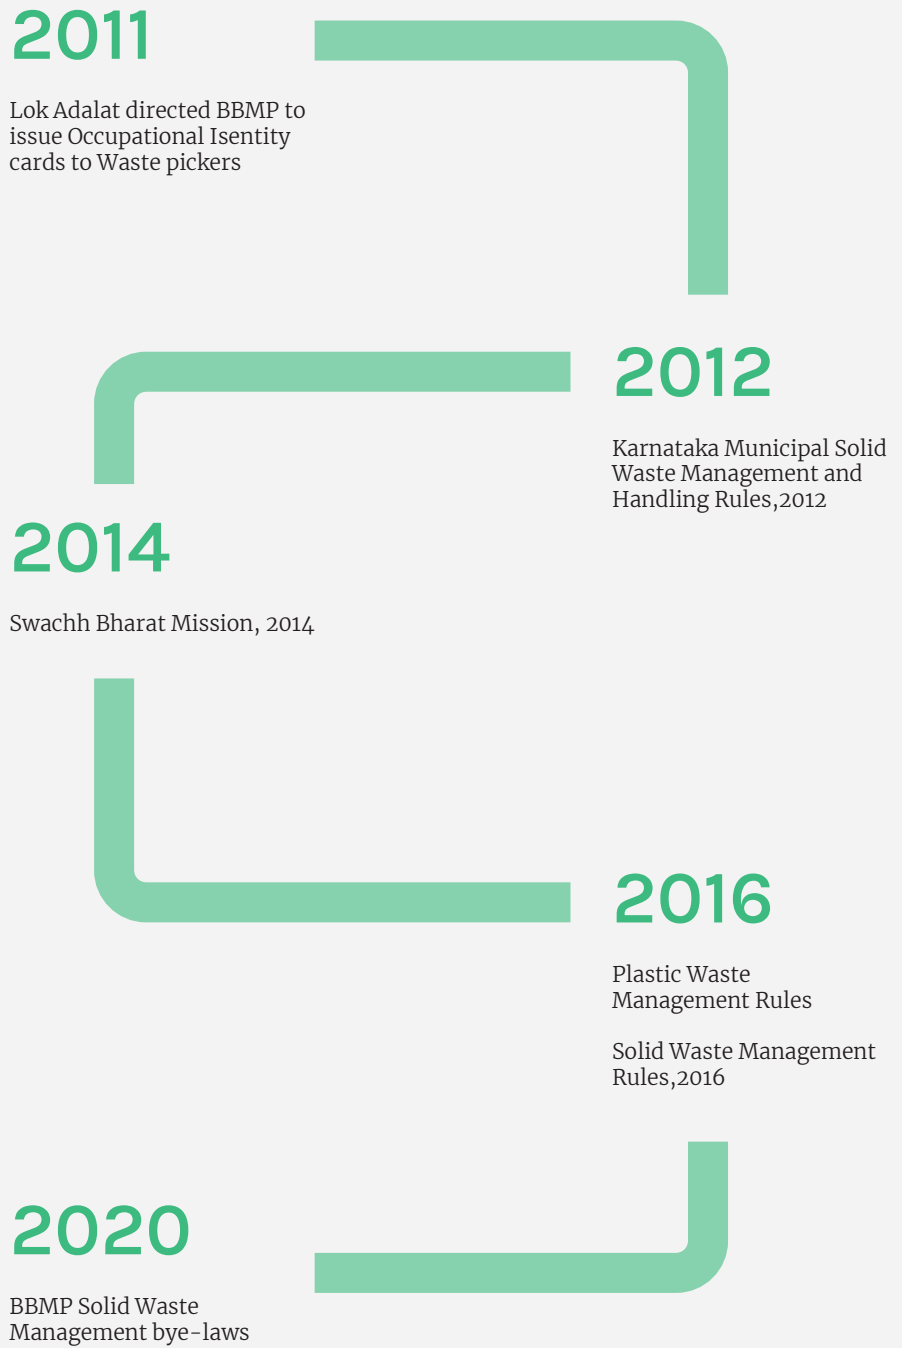 2011
Lok Adalat directed BBMP to
issue Occupational Isentity
cards to Waste pickers
2012
Karnataka Municipal Solid
Waste Management and
Handling Rules,2012
2014
Swachh Bharat Mission, 2014
2016
Plastic Waste
Management Rules
Solid Waste Management
Rules,2016
2020
BBMP Solid Waste
Management bye-laws